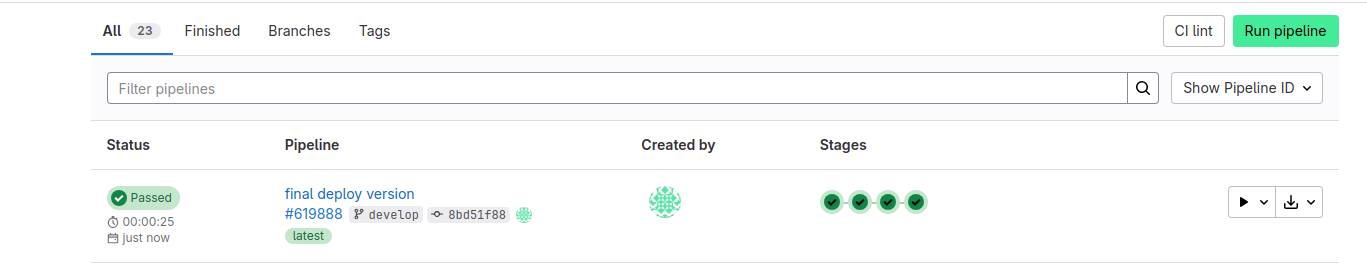 All 23 Finished Branches Tags CI lint Run pipeline
Filter pipelines Show Pipeline ID
Status Pipeline Created by Stages
Passed final deploy version
00:00:25 #619888 develop 8bd51f88
just now latest